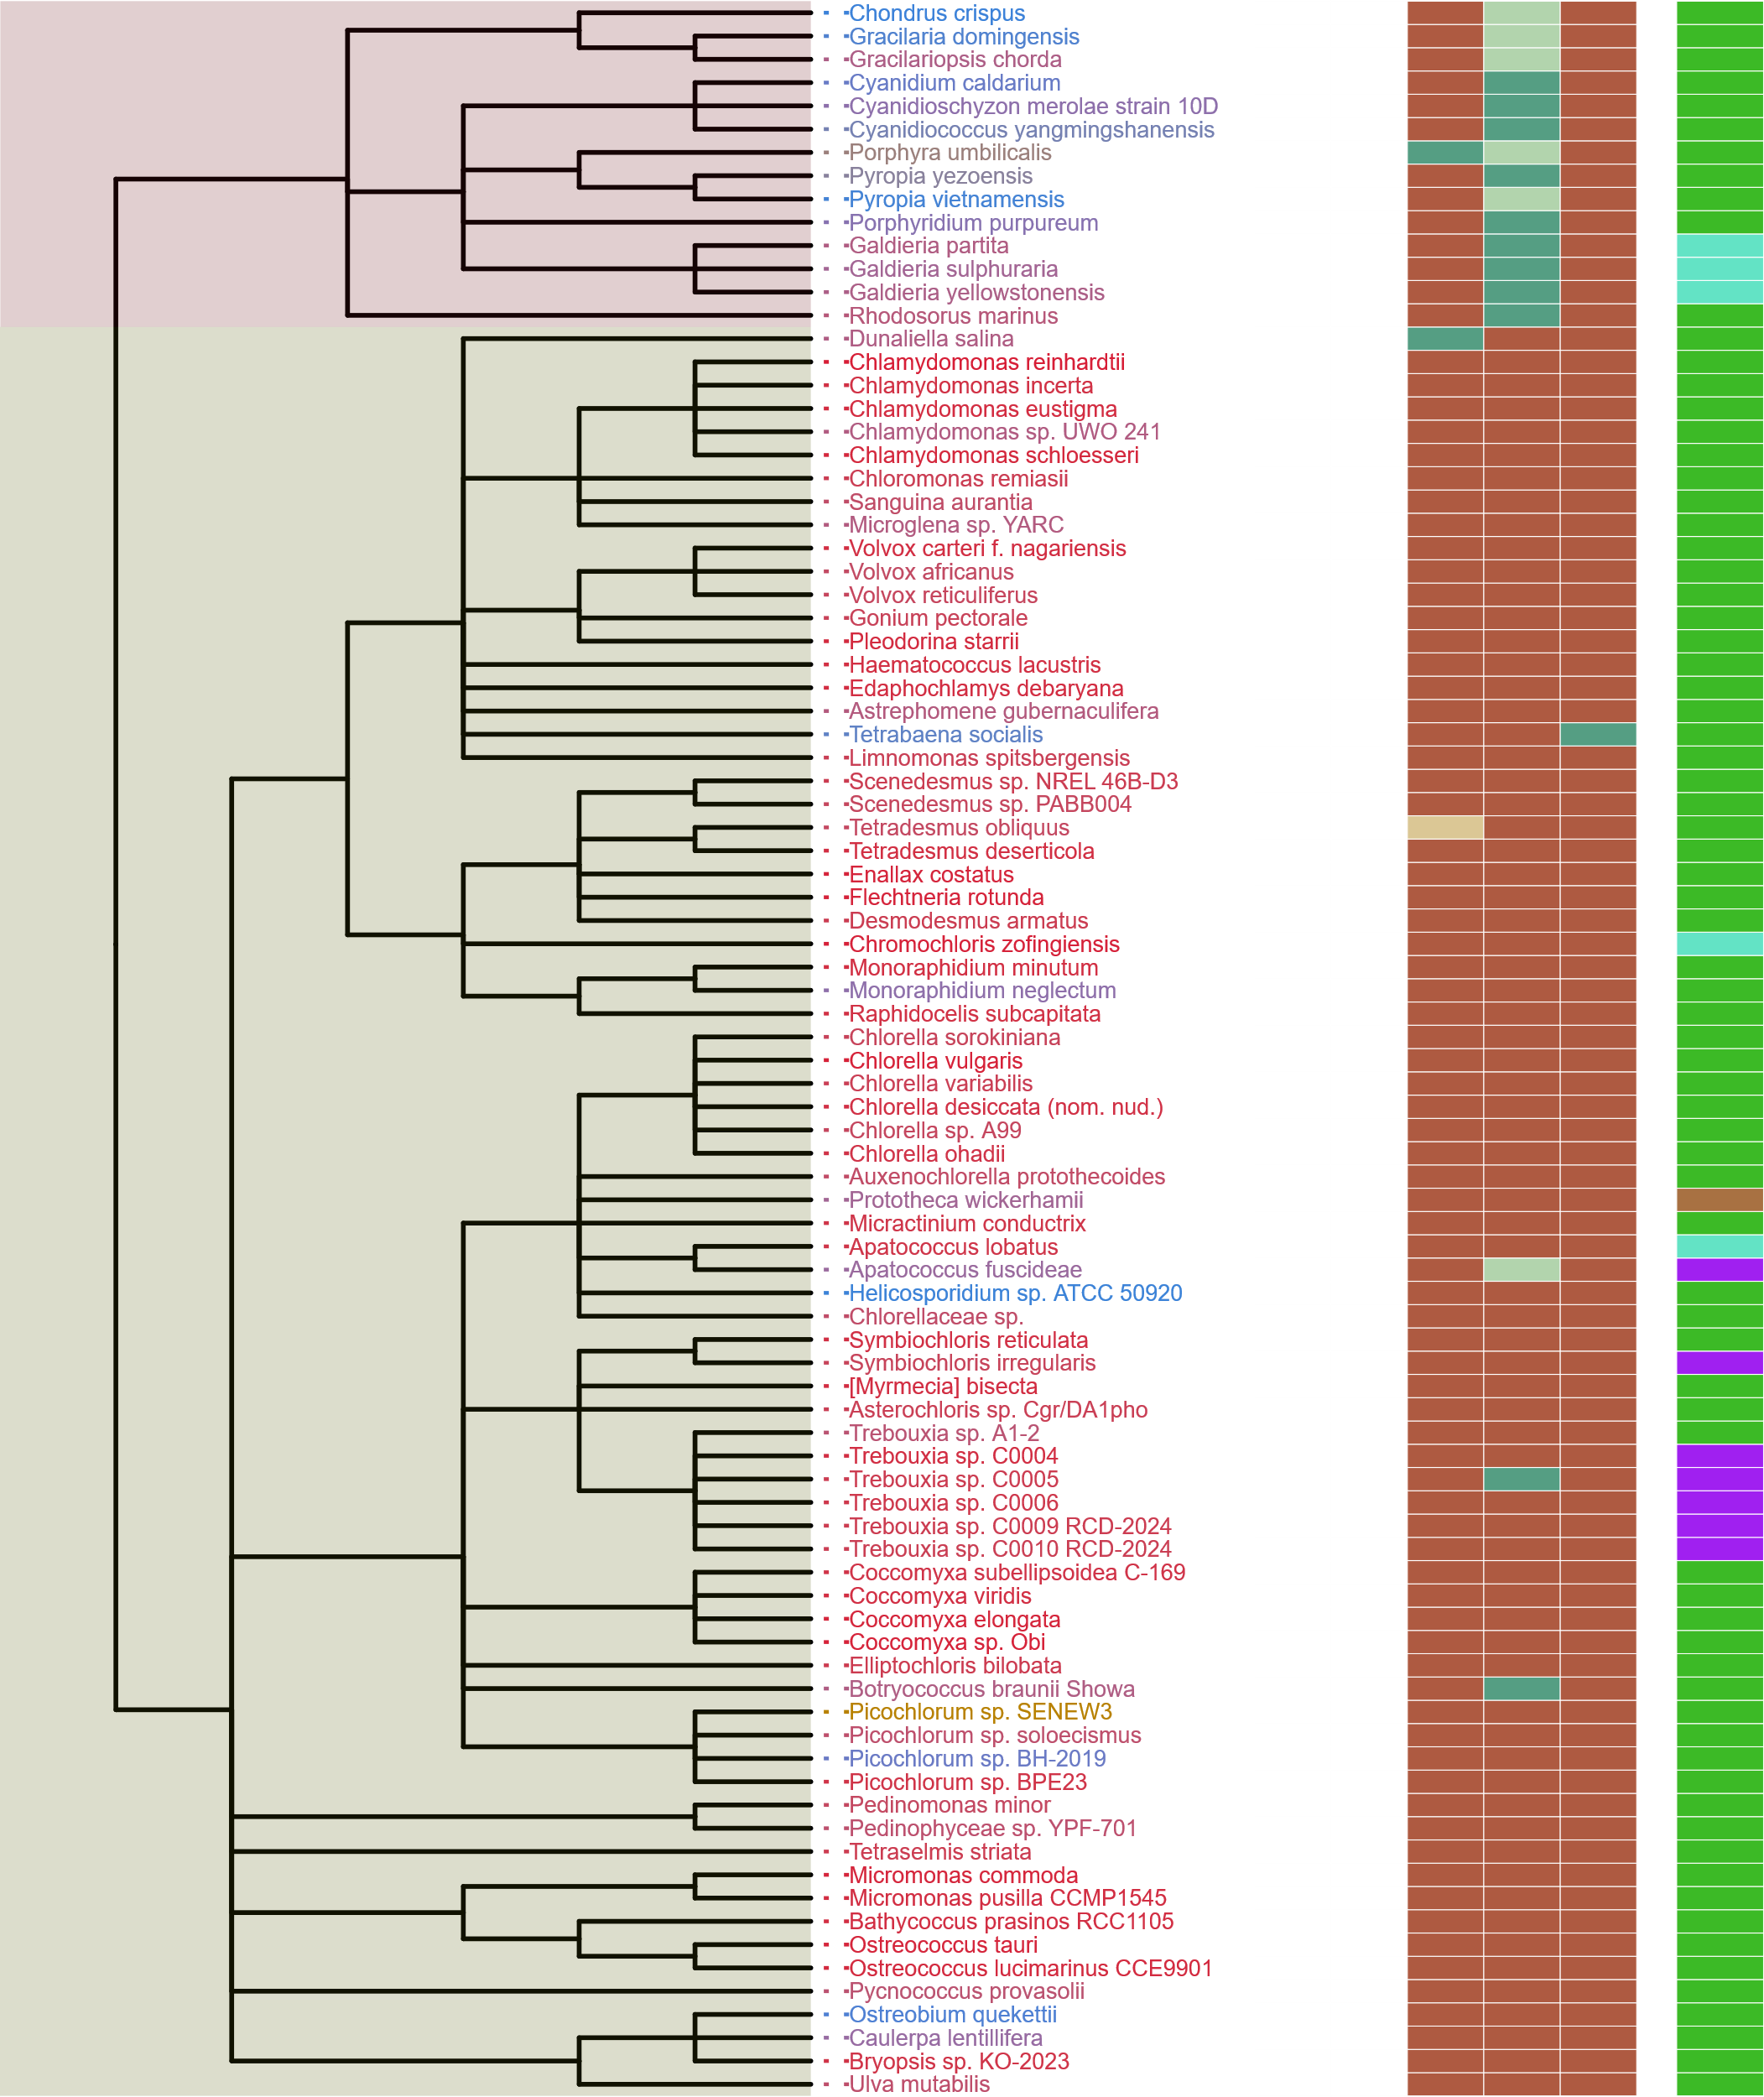 Chondrus crispus
Gracilaria domingensis
Gracilariopsis chorda
Cyanidium caldarium
Cyanidioschyzon merolae strain 10D
Cyanidiococcus yangmingshanensis
Porphyra umbilicalis
Pyropia yezoensis
Pyropia vietnamensis
Porphyridium purpureum
Galdieria partita
Galdieria sulphuraria
Galdieria yellowstonensis
Rhodosorus marinus
Dunaliella salina
Chlamydomonas reinhardtii
Chlamydomonas incerta
Chlamydomonas eustigma
Chlamydomonas sp. UWO 241
Chlamydomonas schloesseri
Chloromonas remiasii
Sanguina aurantia
Microglena sp. YARC
Volvox carteri f. nagariensis
Volvox africanus
Volvox reticuliferus
Gonium pectorale
Pleodorina starrii
Haematococcus lacustris
Edaphochlamys debaryana
Astrephomene gubernaculifera
Tetrabaena socialis
Limnomonas spitsbergensis
Scenedesmus sp. NREL 46B-D3
Scenedesmus sp. PABB004
Tetradesmus obliquus
Tetradesmus deserticola
Enallax costatus
Flechtneria rotunda
Desmodesmus armatus
Chromochloris zofingiensis
Monoraphidium minutum
Monoraphidium neglectum
Raphidocelis subcapitata
Chlorella sorokiniana
Chlorella vulgaris
Chlorella variabilis
Chlorella desiccata (nom. nud.)
Chlorella sp. A99
Chlorella ohadii
Auxenochlorella protothecoides
Prototheca wickerhamii
Micractinium conductrix
Apatococcus lobatus
Apatococcus fuscideae
Helicosporidium sp. ATCC 50920
Chlorellaceae sp.
Symbiochloris reticulata
Symbiochloris irregularis
[Myrmecia] bisecta
Asterochloris sp. Cgr/DA1pho
Trebouxia sp. A1-2
Trebouxia sp. C0004
Trebouxia sp. C0005
Trebouxia sp. C0006
Trebouxia sp. C0009 RCD-2024
Trebouxia sp. C0010 RCD-2024
Coccomyxa subellipsoidea C-169
Coccomyxa viridis
Coccomyxa elongata
Coccomyxa sp. Obi
Elliptochloris bilobata
Botryococcus braunii Showa
Picochlorum sp. SENEW3
Picochlorum sp. soloecismus
Picochlorum sp. BH-2019
Picochlorum sp. BPE23
Pedinomonas minor
Pedinophyceae sp. YPF-701
Tetraselmis striata
Micromonas commoda
Micromonas pusilla CCMP1545
Bathycoccus prasinos RCC1105
Ostreococcus tauri
Ostreococcus lucimarinus CCE9901
Pycnococcus provasolii
Ostreobium quekettii
Caulerpa lentillifera
Bryopsis sp. KO-2023
Ulva mutabilis